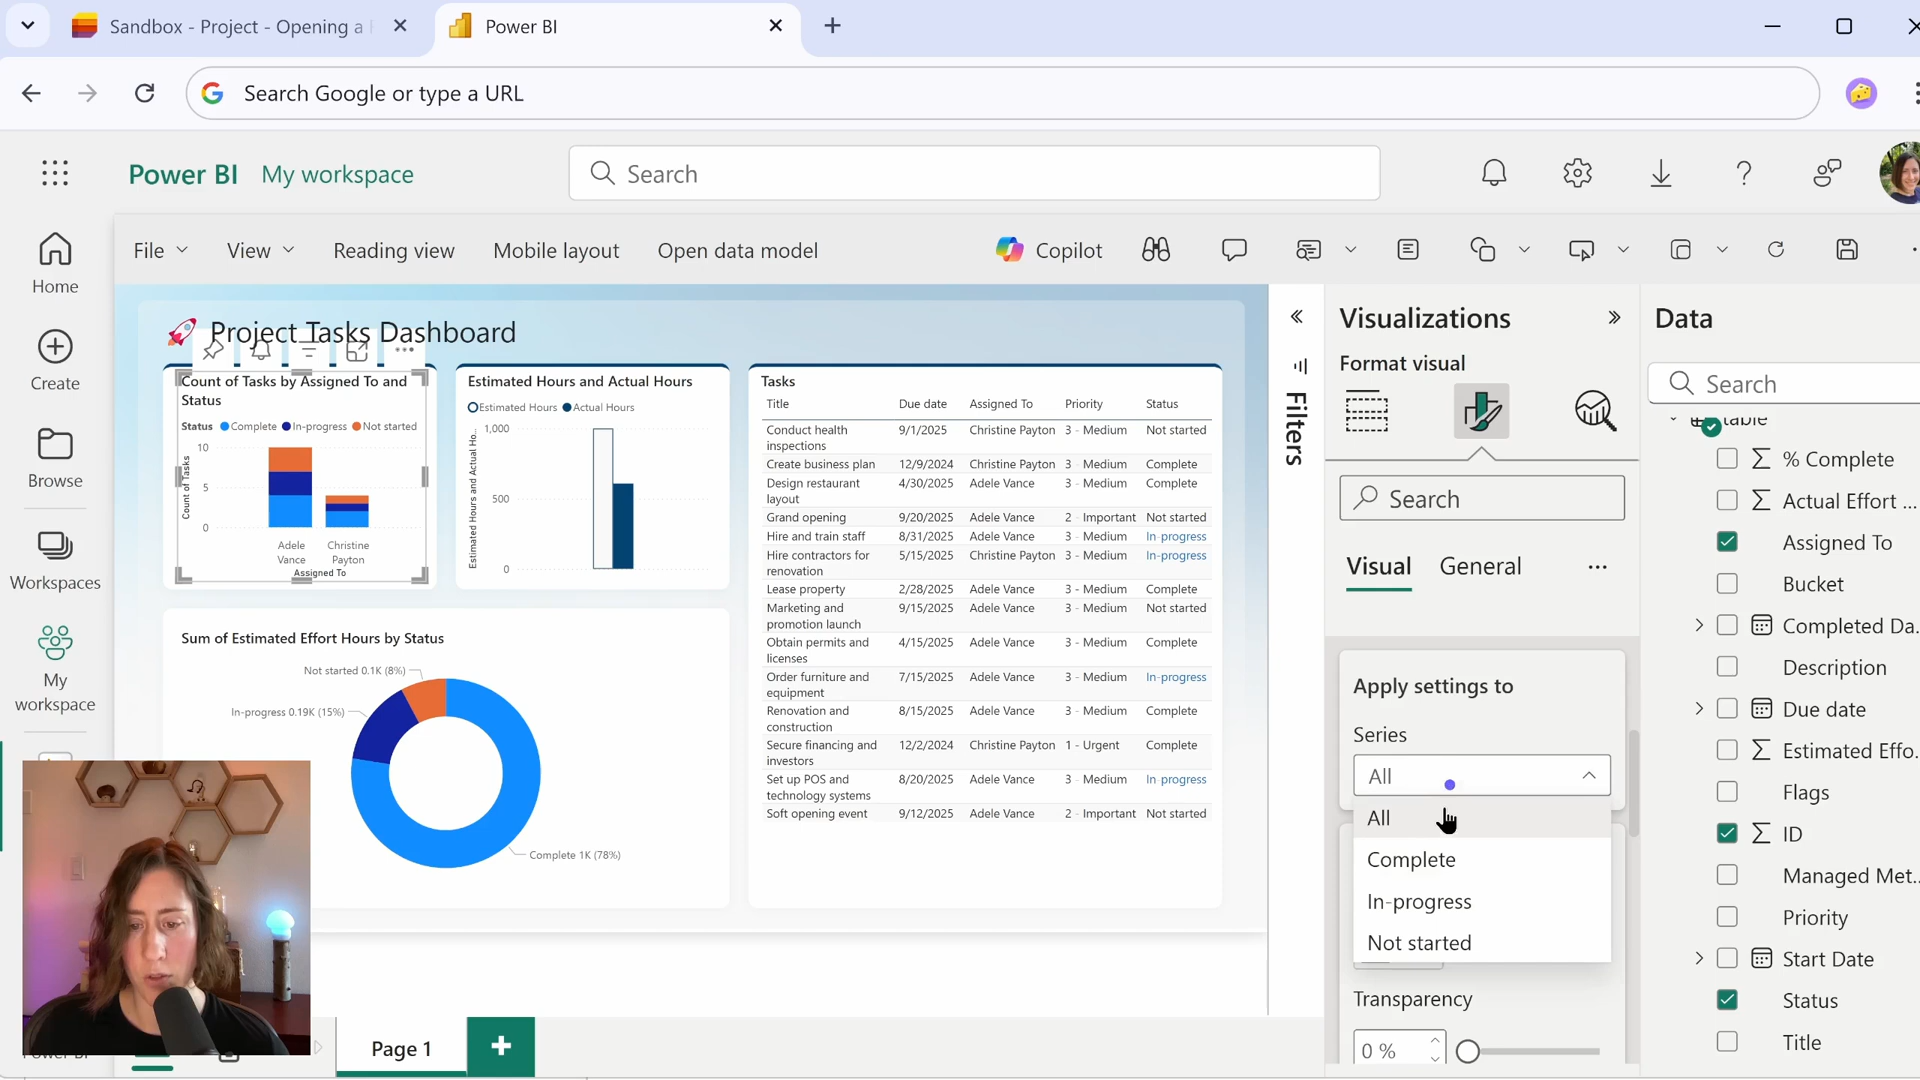 Sandbox - Project - Opening a
Power BI
Search Google or type a URL
Power BI My workspace
Search
File
View
Reading view
Mobile layout
Open data model
Copilot
Home
Create
Browse
Workspaces
My
workspace
🚀 Project Tasks Dashboard
Count of Tasks by Assigned To and
Status
Status Complete In-progress Not started
Count of Tasks
10
5
0
Adele
Vance
Christine
Payton
Assigned To
Estimated Hours and Actual Hours
Estimated Hours Actual Hours
Estimated Hours and Actual Ho...
1,000
500
0
Sum of Estimated Effort Hours by Status
Not started 0.1K (8%)
In-progress 0.19K (15%)
Complete 1K (78%)
Tasks
Title Due date Assigned To Priority Status
Conduct health
inspections 9/1/2025 Christine Payton 3 - Medium Not started
Create business plan 12/9/2024 Christine Payton 3 - Medium Complete
Design restaurant
layout 4/30/2025 Adele Vance 3 - Medium Complete
Grand opening 9/20/2025 Adele Vance 2 - Important Not started
Hire and train staff 8/31/2025 Adele Vance 3 - Medium In-progress
Hire contractors for
renovation 5/15/2025 Christine Payton 3 - Medium In-progress
Lease property 2/28/2025 Adele Vance 3 - Medium Complete
Marketing and
promotion launch 9/15/2025 Adele Vance 3 - Medium Not started
Obtain permits and
licenses 4/15/2025 Adele Vance 3 - Medium Complete
Order furniture and
equipment 7/15/2025 Adele Vance 3 - Medium In-progress
Renovation and
construction 8/15/2025 Adele Vance 3 - Medium Complete
Secure financing and
investors 12/2/2024 Christine Payton 1 - Urgent Complete
Set up POS and
technology systems 8/20/2025 Adele Vance 3 - Medium In-progress
Soft opening event 9/12/2025 Adele Vance 2 - Important Not started
Page 1
Filters
Visualizations
Format visual
Search
Visual General
Apply settings to
Series
All
All
Complete
In-progress
Not started
Transparency
0 %
Data
Search
table
% Complete
Actual Effort ...
Assigned To
Bucket
Completed Da...
Description
Due date
Estimated Effo...
Flags
ID
Managed Met...
Priority
Start Date
Status
Title